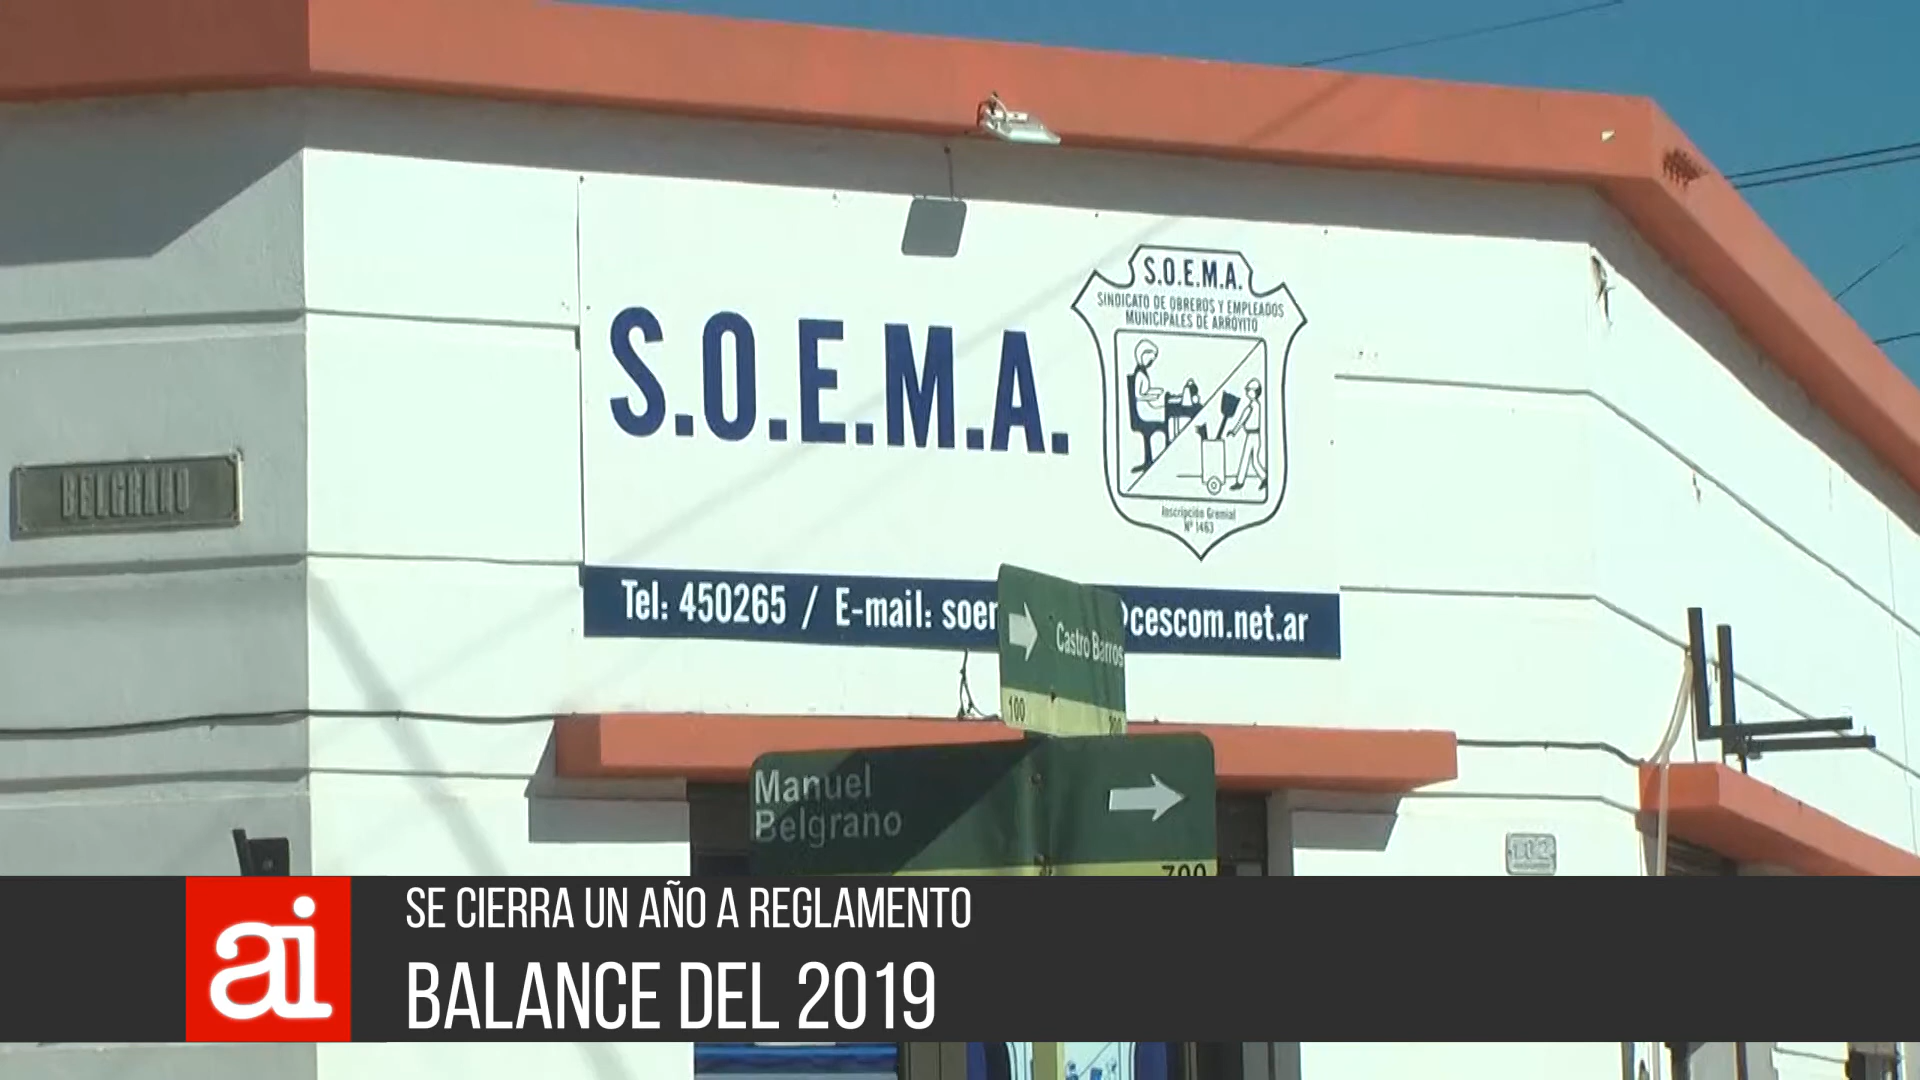 S.O.E.M.A.
SINDICATO DE OBREROS Y EMPLEADOS
MUNICIPALES DE ARROYITO
S.O.E.M.A.
Inscripción Gremial
Nº 1463
BELGRANO
Tel: 450265 / E-mail: soe @cescom.net.ar
Castro Barros
100
Manuel
Belgrano
700
ai
SE CIERRA UN AÑO A REGLAMENTO
BALANCE DEL 2019